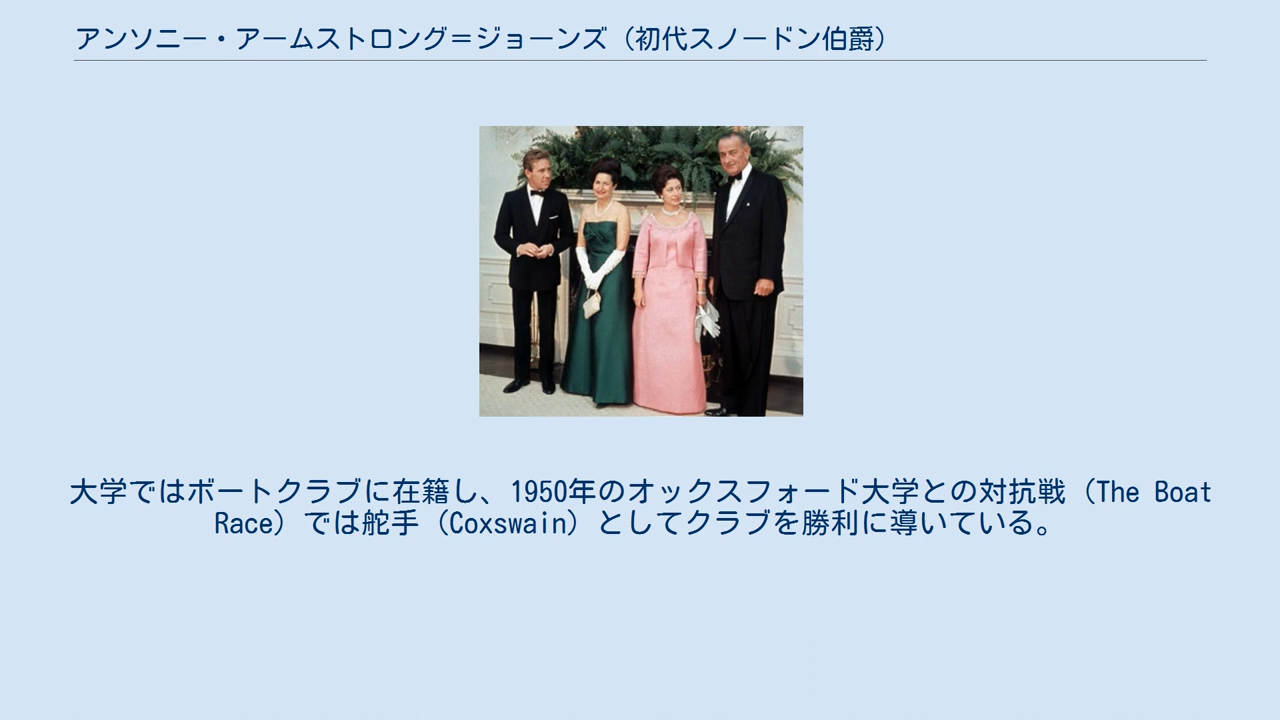 アンソニー・アームストロング＝ジョーンズ（初代スノードン伯爵）
大学ではボートクラブに在籍し、1950年のオックスフォード大学との対抗戦（The Boat
Race）では舵手（Coxswain）としてクラブを勝利に導いている。